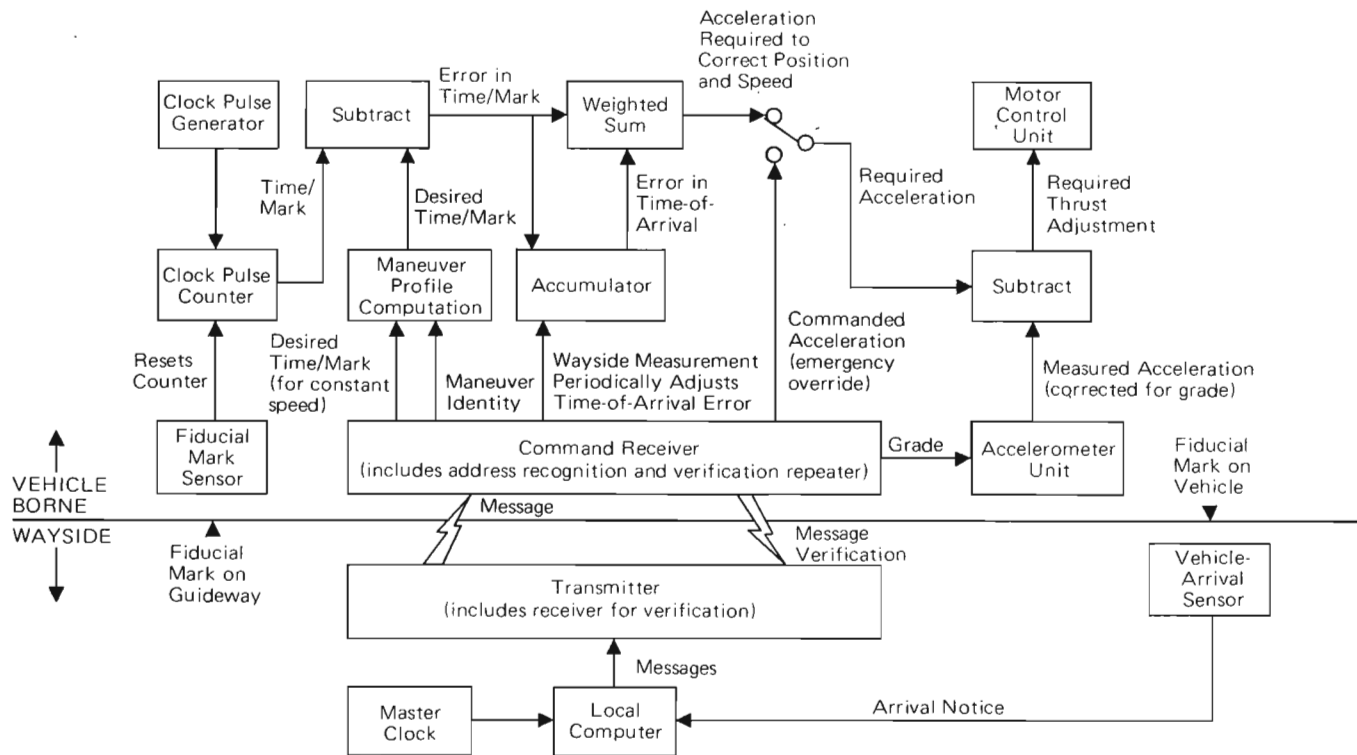 Acceleration
Required to
Correct Position
and Speed
Error in
Time/Mark
Clock Pulse
Generator
Subtract
Weighted
Sum
Motor
Control
Unit
Time/
Mark
Desired
Time/Mark
Error in
Time-of-
Arrival
Required
Acceleration
Required
Thrust
Adjustment
Clock Pulse
Counter
Maneuver
Profile
Computation
Accumulator
Subtract
Resets
Counter
Desired
Time/Mark
(for constant
speed)
Maneuver
Identity
Wayside Measurement
Periodically Adjusts
Time-of-Arrival Error
Commanded
Acceleration
(emergency
override)
Measured Acceleration
(corrected for grade)
Fiducial
Mark
Sensor
Command Receiver
(includes address recognition and verification repeater)
Grade
Accelerometer
Unit
Fiducial
Mark on
Vehicle
VEHICLE
BORNE
WAYSIDE
Message
Fiducial
Mark on
Guideway
Message
Verification
Transmitter
(includes receiver for verification)
Vehicle-
Arrival
Sensor
Messages
Master
Clock
Local
Computer
Arrival Notice